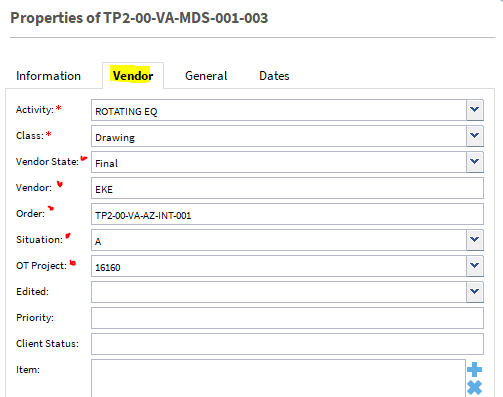 Properties of TP2-00-VA-MDS-001-003
Information Vendor General Dates
Activity: * ROTATING EQ
Class: * Drawing
Vendor State: Final
Vendor: EKE
Order: TP2-00-VA-AZ-INT-001
Situation: A
OT Project: 16160
Edited:
Priority:
Client Status:
Item: